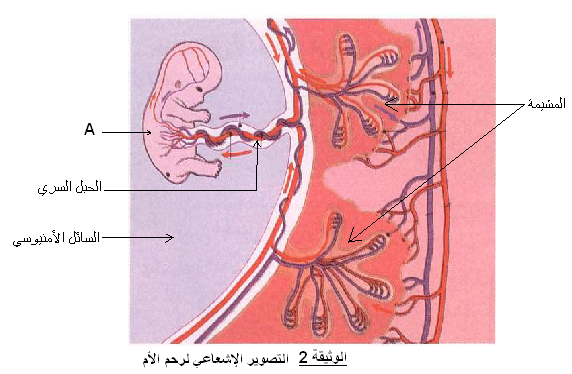 المشيمة
A
الحبل السري
السائل الأمنيوسي
الوثيقة 2 التصوير الإشعاعي لرحم الأم